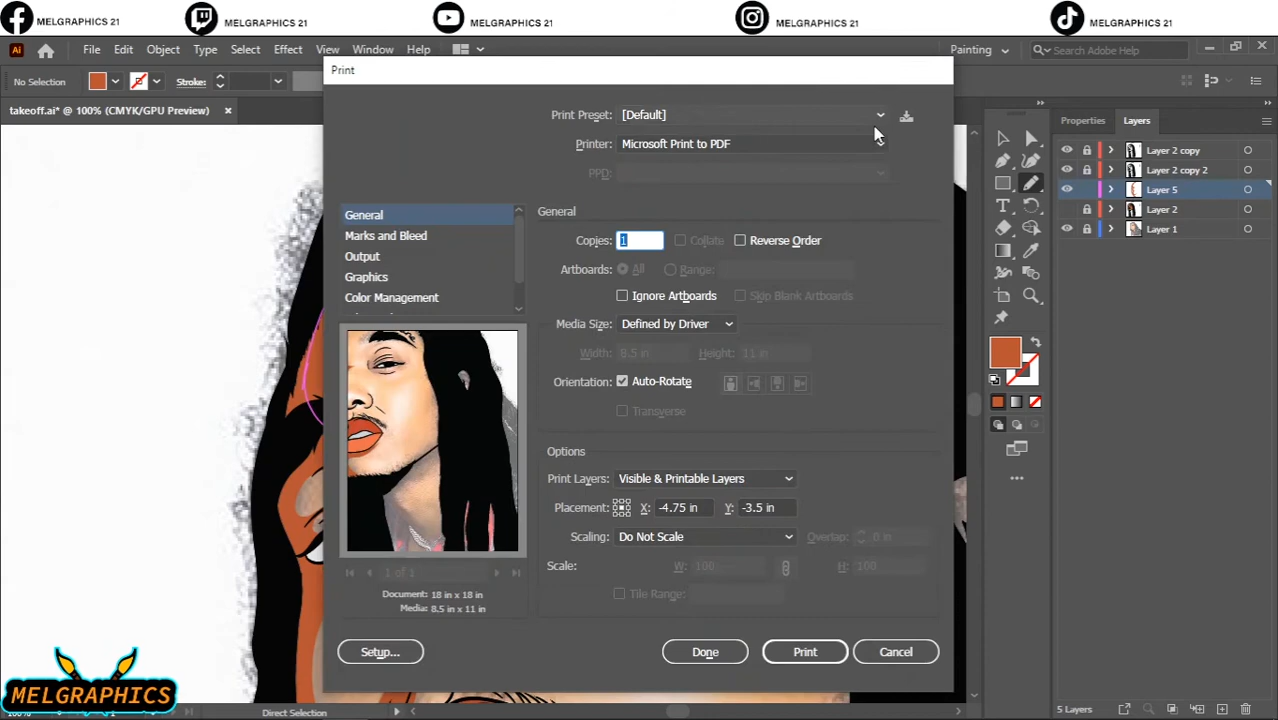 MELGRAPHICS 21 MELGRAPHICS 21 MELGRAPHICS 21 MELGRAPHICS 21 MELGRAPHICS 21
Ai File Edit Object Type Select Effect View Window Help Painting Search Adobe Help
No Selection Stroke:
takeoff.ai* @ 100% (CMYK/GPU Preview)
Print
Print Preset: [Default]
Printer: Microsoft Print to PDF
PPD:
General
Marks and Bleed
Output
Graphics
Color Management
General
Copies: 1 Collate Reverse Order
Artboards: All Range:
Ignore Artboards Skip Blank Artboards
Media Size: Defined by Driver
Width: 8.5 in Height: 11 in
Orientation: Auto-Rotate
Transverse
Options
Print Layers: Visible & Printable Layers
Placement: X: -4.75 in Y: -3.5 in
Scaling: Do Not Scale Overlap: 0 in
Scale: W: 100 H: 100
Tile Range:
1 of 1
Document: 18 in x 18 in
Media: 8.5 in x 11 in
Setup... Done Print Cancel
Properties Layers
Layer 2 copy
Layer 2 copy 2
Layer 5
Layer 2
Layer 1
5 Layers
MELGRAPHICS
Direct Selection